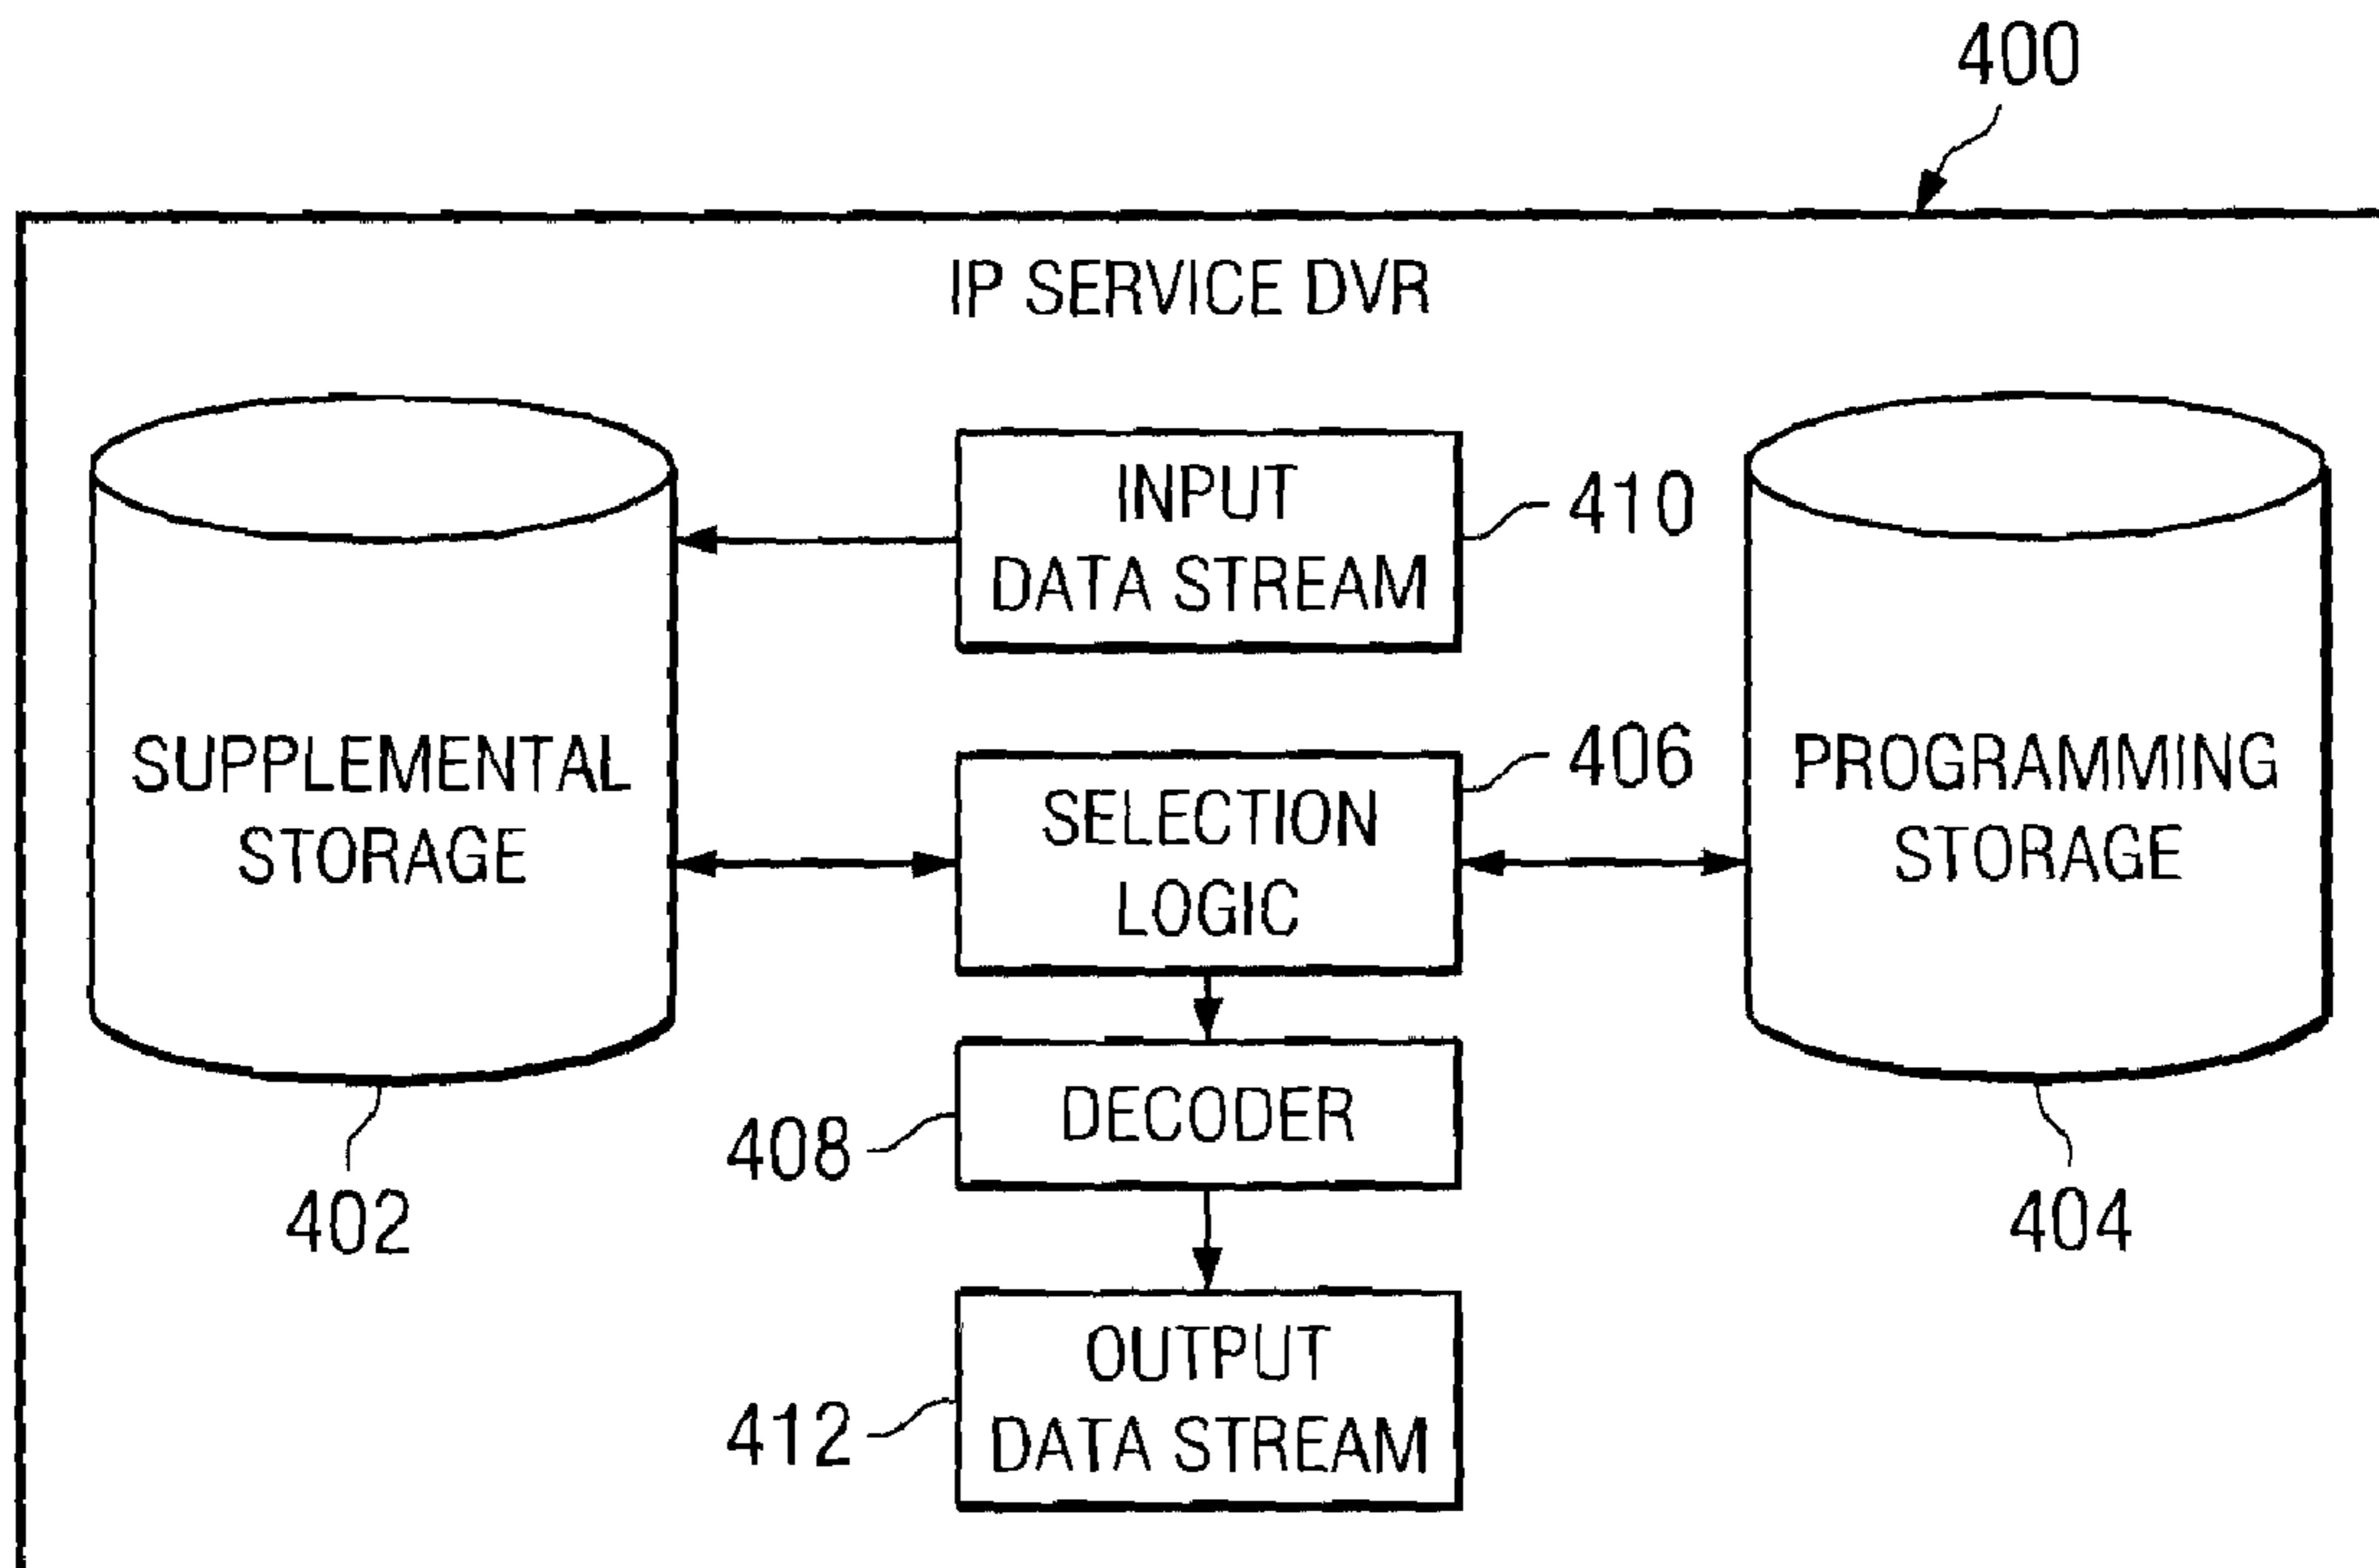 400
IP SERVICE DVR
INPUT
DATA STREAM
410
SUPPLEMENTAL
STORAGE
402
SELECTION
LOGIC
406
PROGRAMMING
STORAGE
404
DECODER
408
OUTPUT
DATA STREAM
412